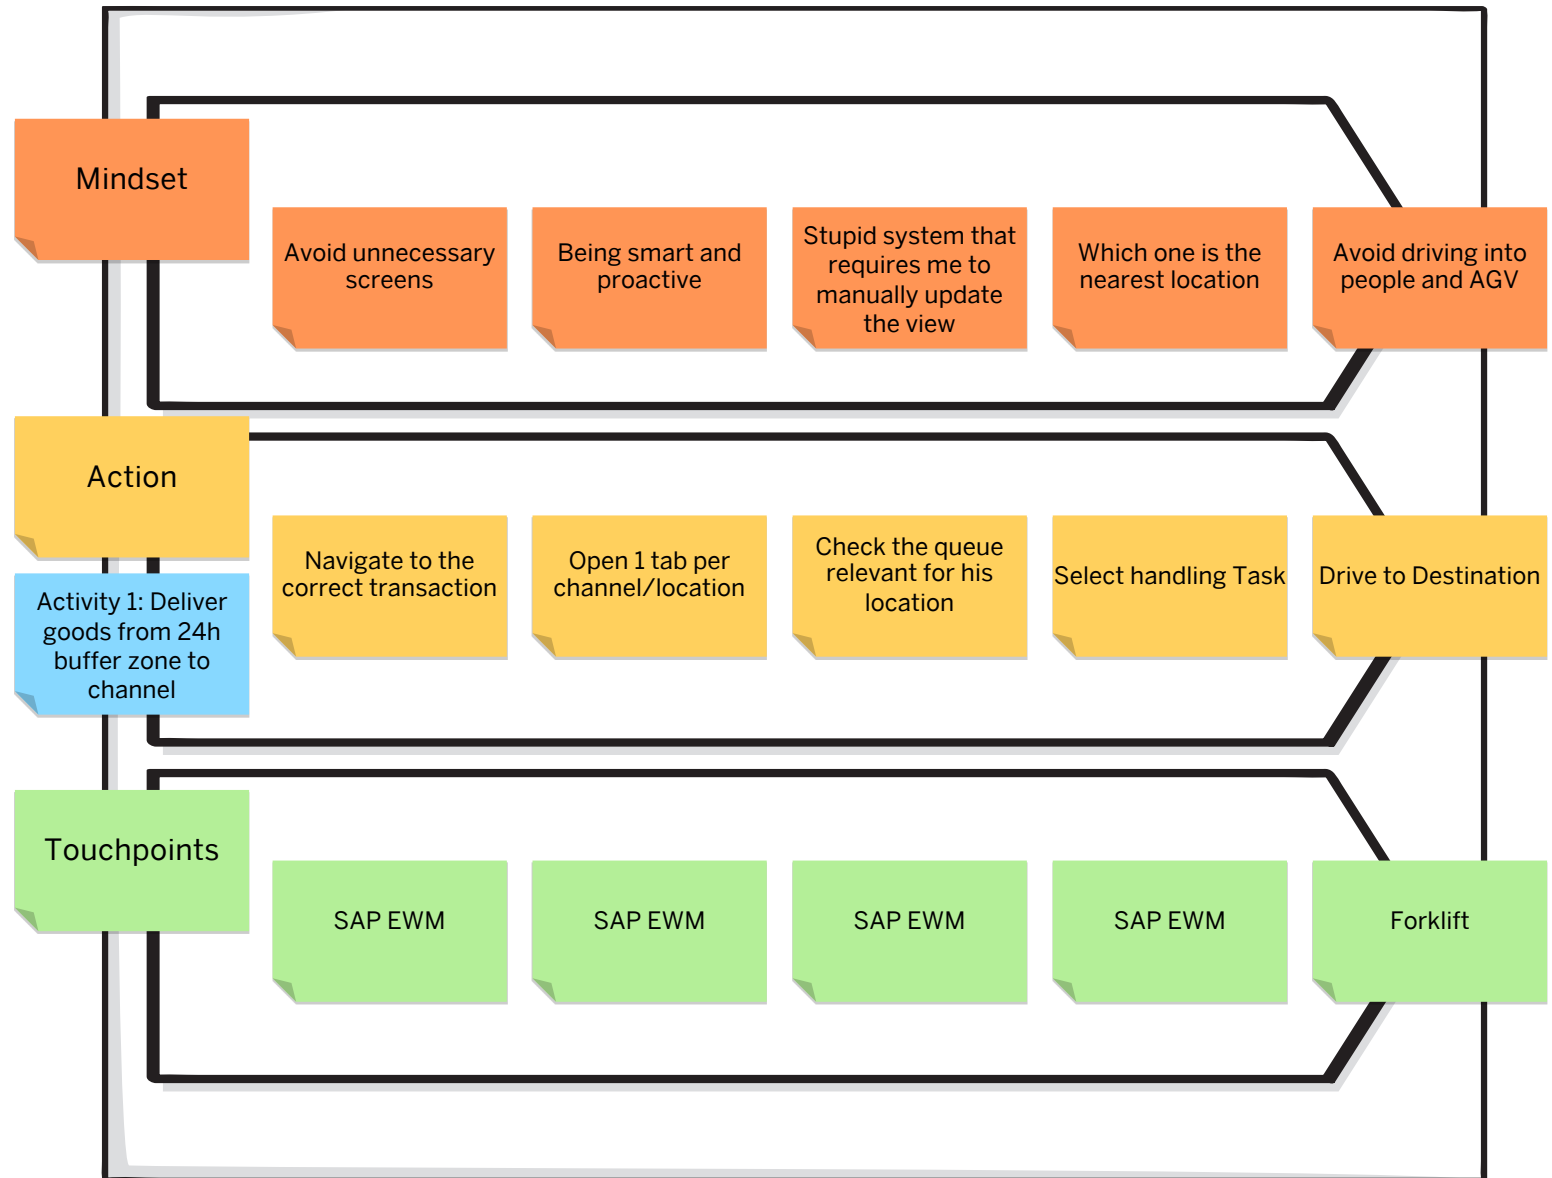 Mindset
Avoid unnecessary
screens
Being smart and
proactive
Stupid system that
requires me to
manually update
the view
Which one is the
nearest location
Avoid driving into
people and AGV
Action
Navigate to the
correct transaction
Open 1 tab per
channel/location
Check the queue
relevant for his
location
Select handling Task
Drive to Destination
Activity 1: Deliver
goods from 24h
buffer zone to
channel
Touchpoints
SAP EWM
SAP EWM
SAP EWM
SAP EWM
Forklift